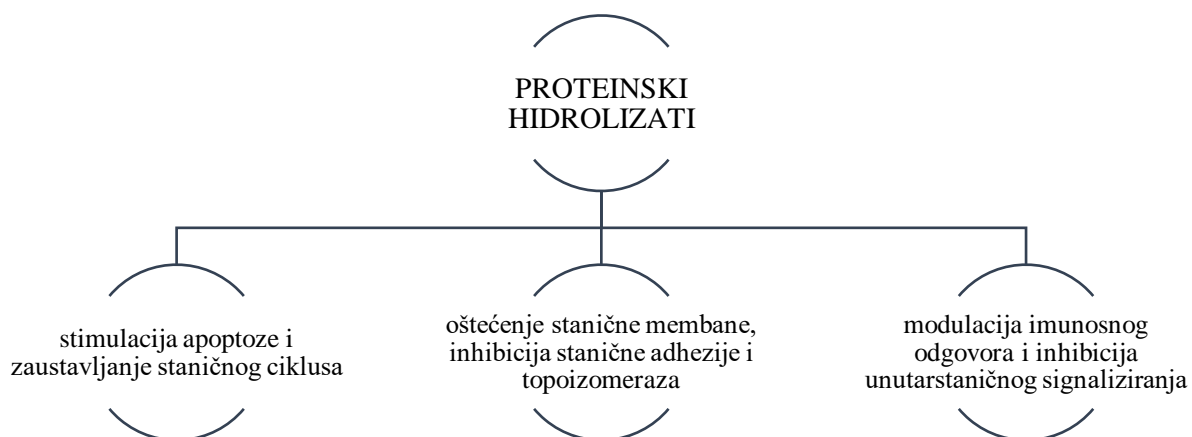 PROTEINSKI
HIDROLIZATI
stimulacija apoptoze i
zaustavljanje staničnog ciklusa
oštećenje stanične membane,
inhibicija stanične adhezije i
topoizomeraza
modulacija imunosnog
odgovora i inhibicija
unutarstaničnog signaliziranja